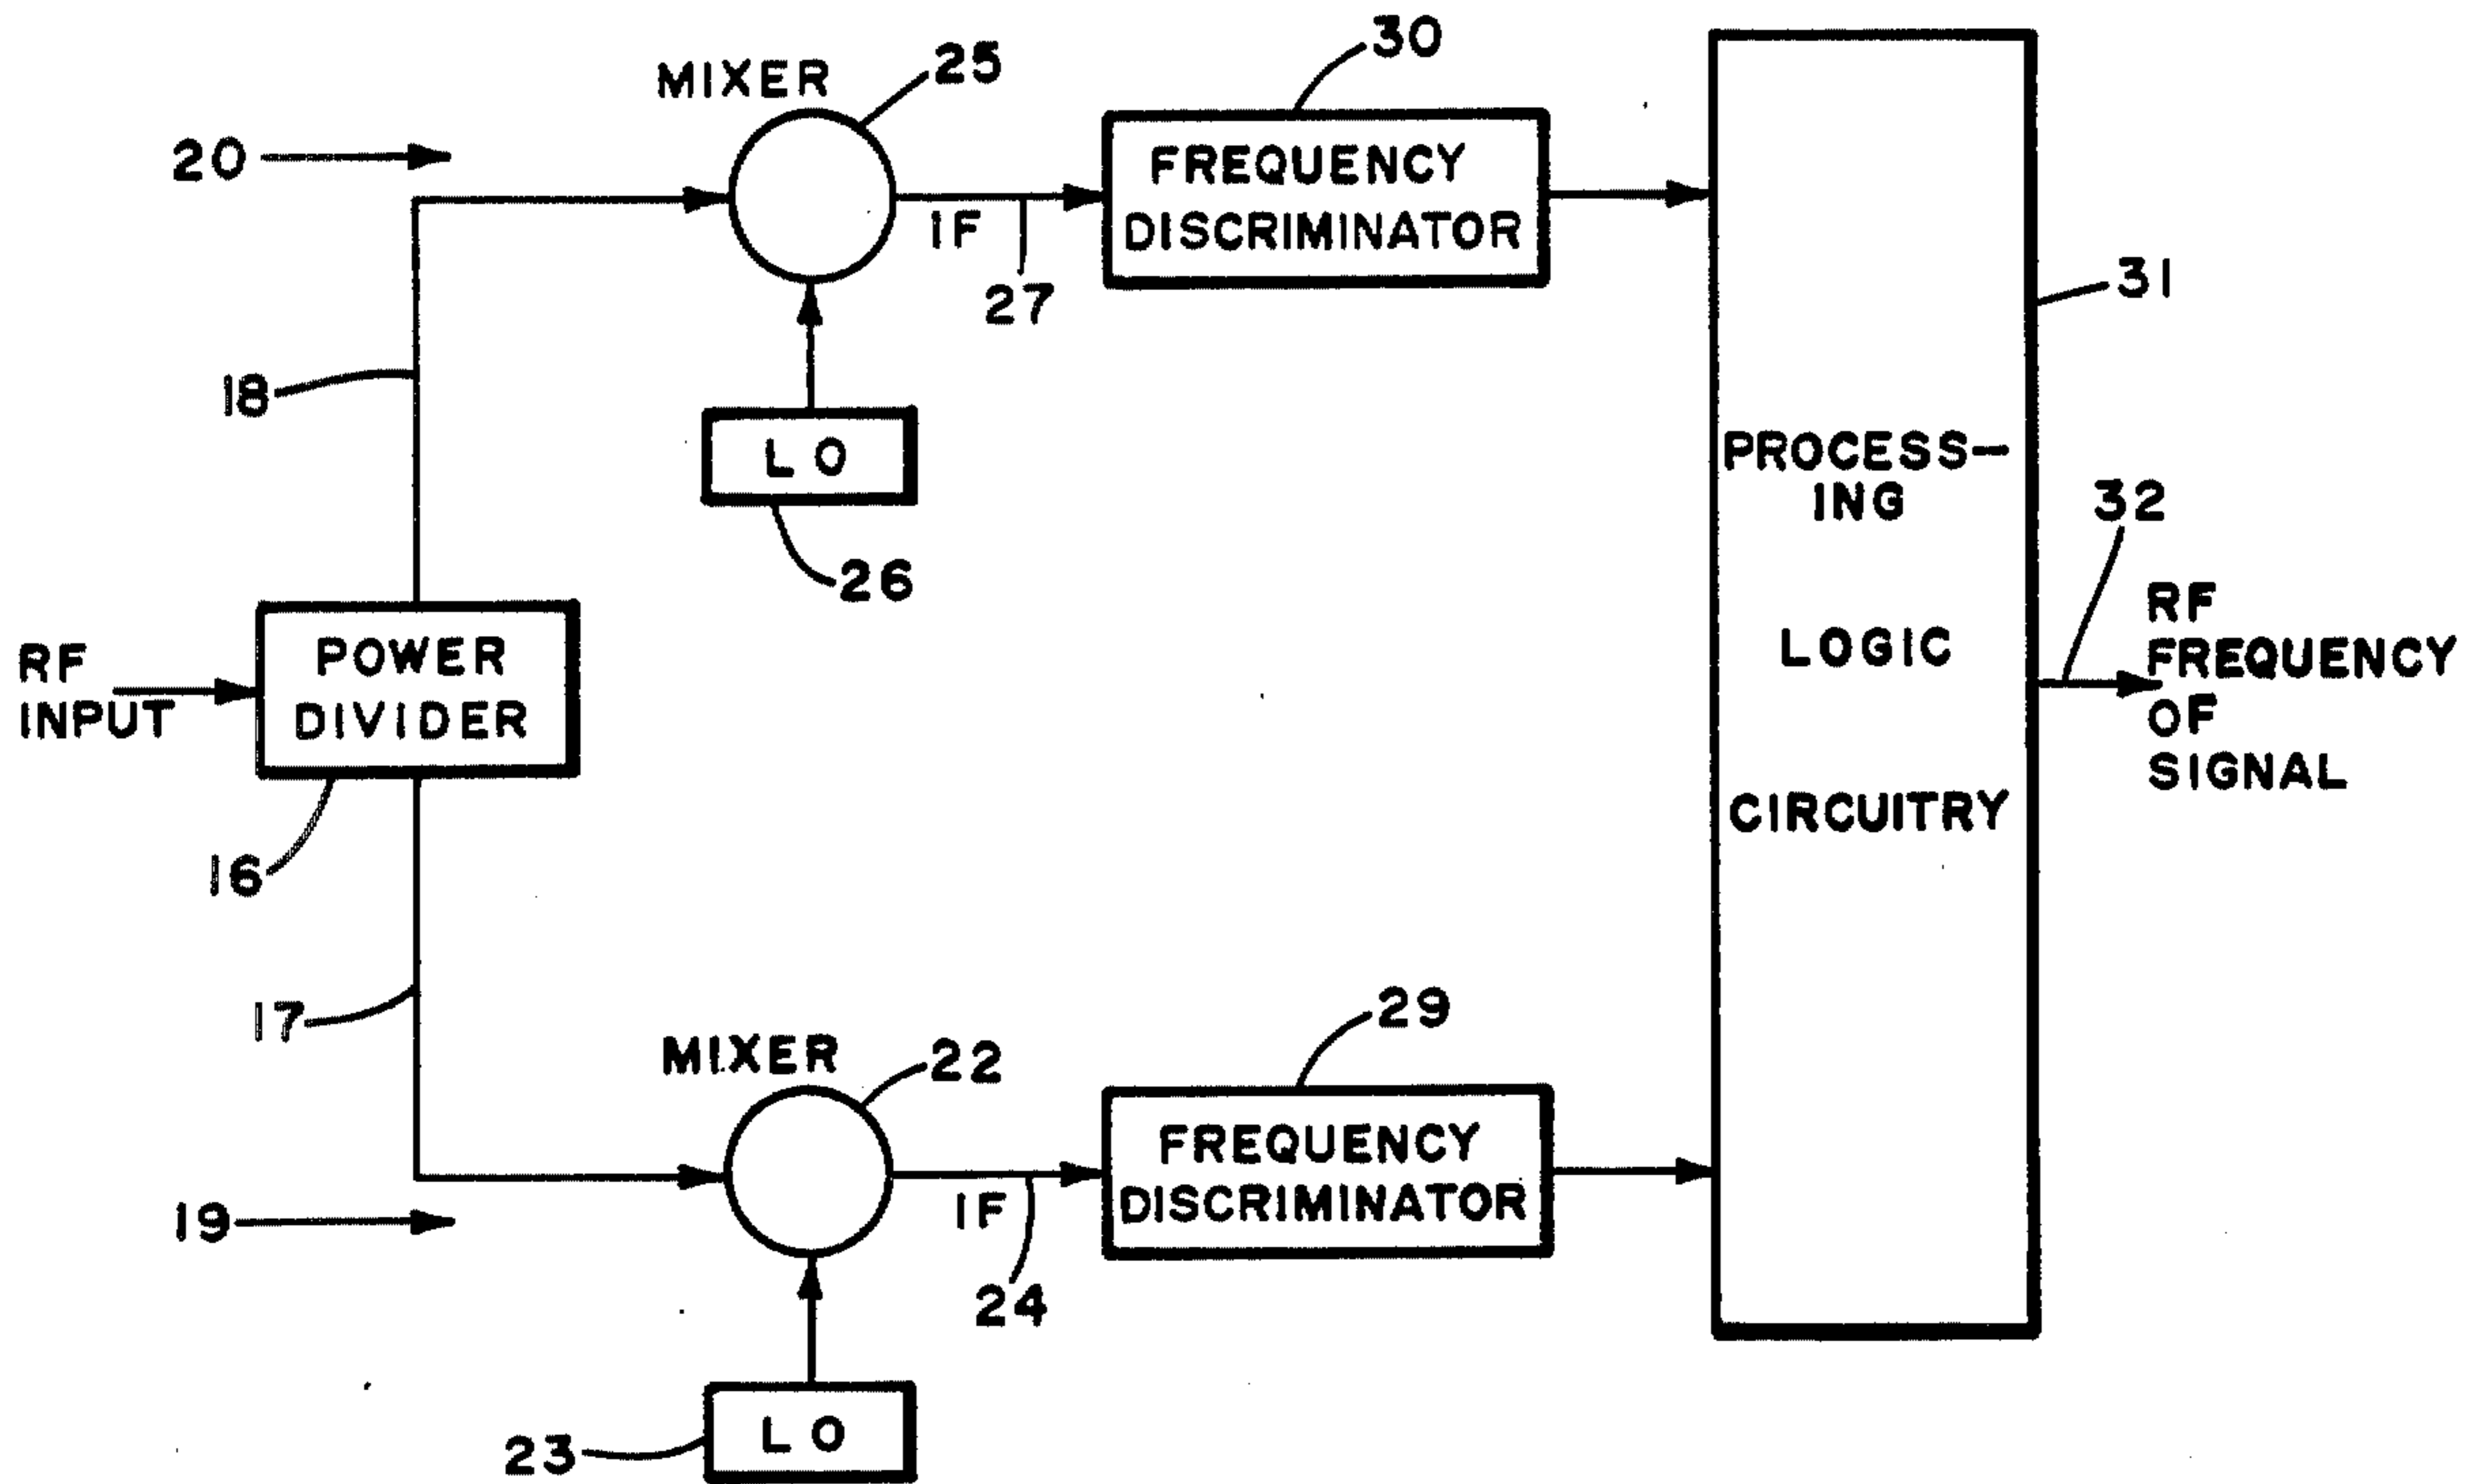 30
25
MIXER
20
FREQUENCY
DISCRIMINATOR
IF
27
31
18
LO
26
PROCESS-
ING
LOGIC
CIRCUITRY
32
RF
FREQUENCY
OF
SIGNAL
RF
INPUT
POWER
DIVIDER
16
17
MIXER
22
29
FREQUENCY
DISCRIMINATOR
IF
24
19
LO
23